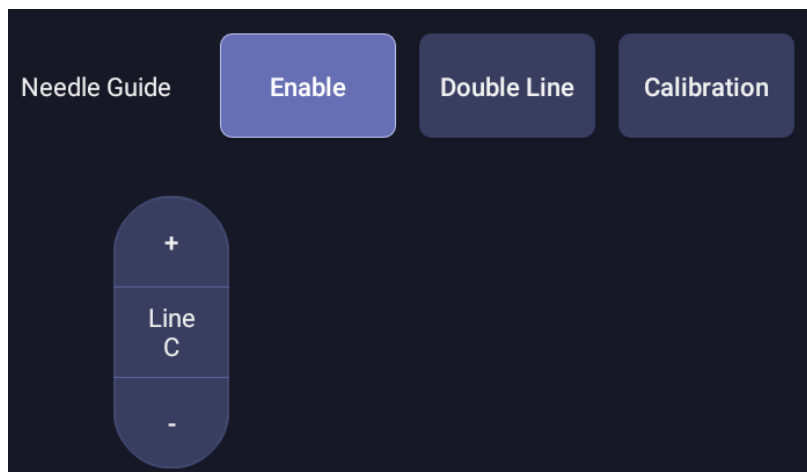 Needle Guide
Enable
Double Line
Calibration
+
Line
C
-